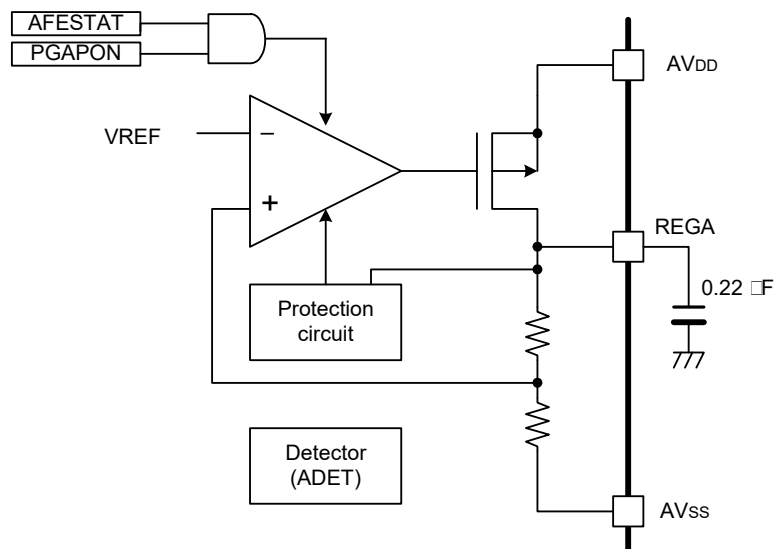 AFESTAT
PGAPON
AVDD
VREF
−
+
REGA
0.22 □F
Protection
circuit
Detector
(ADET)
AVSS